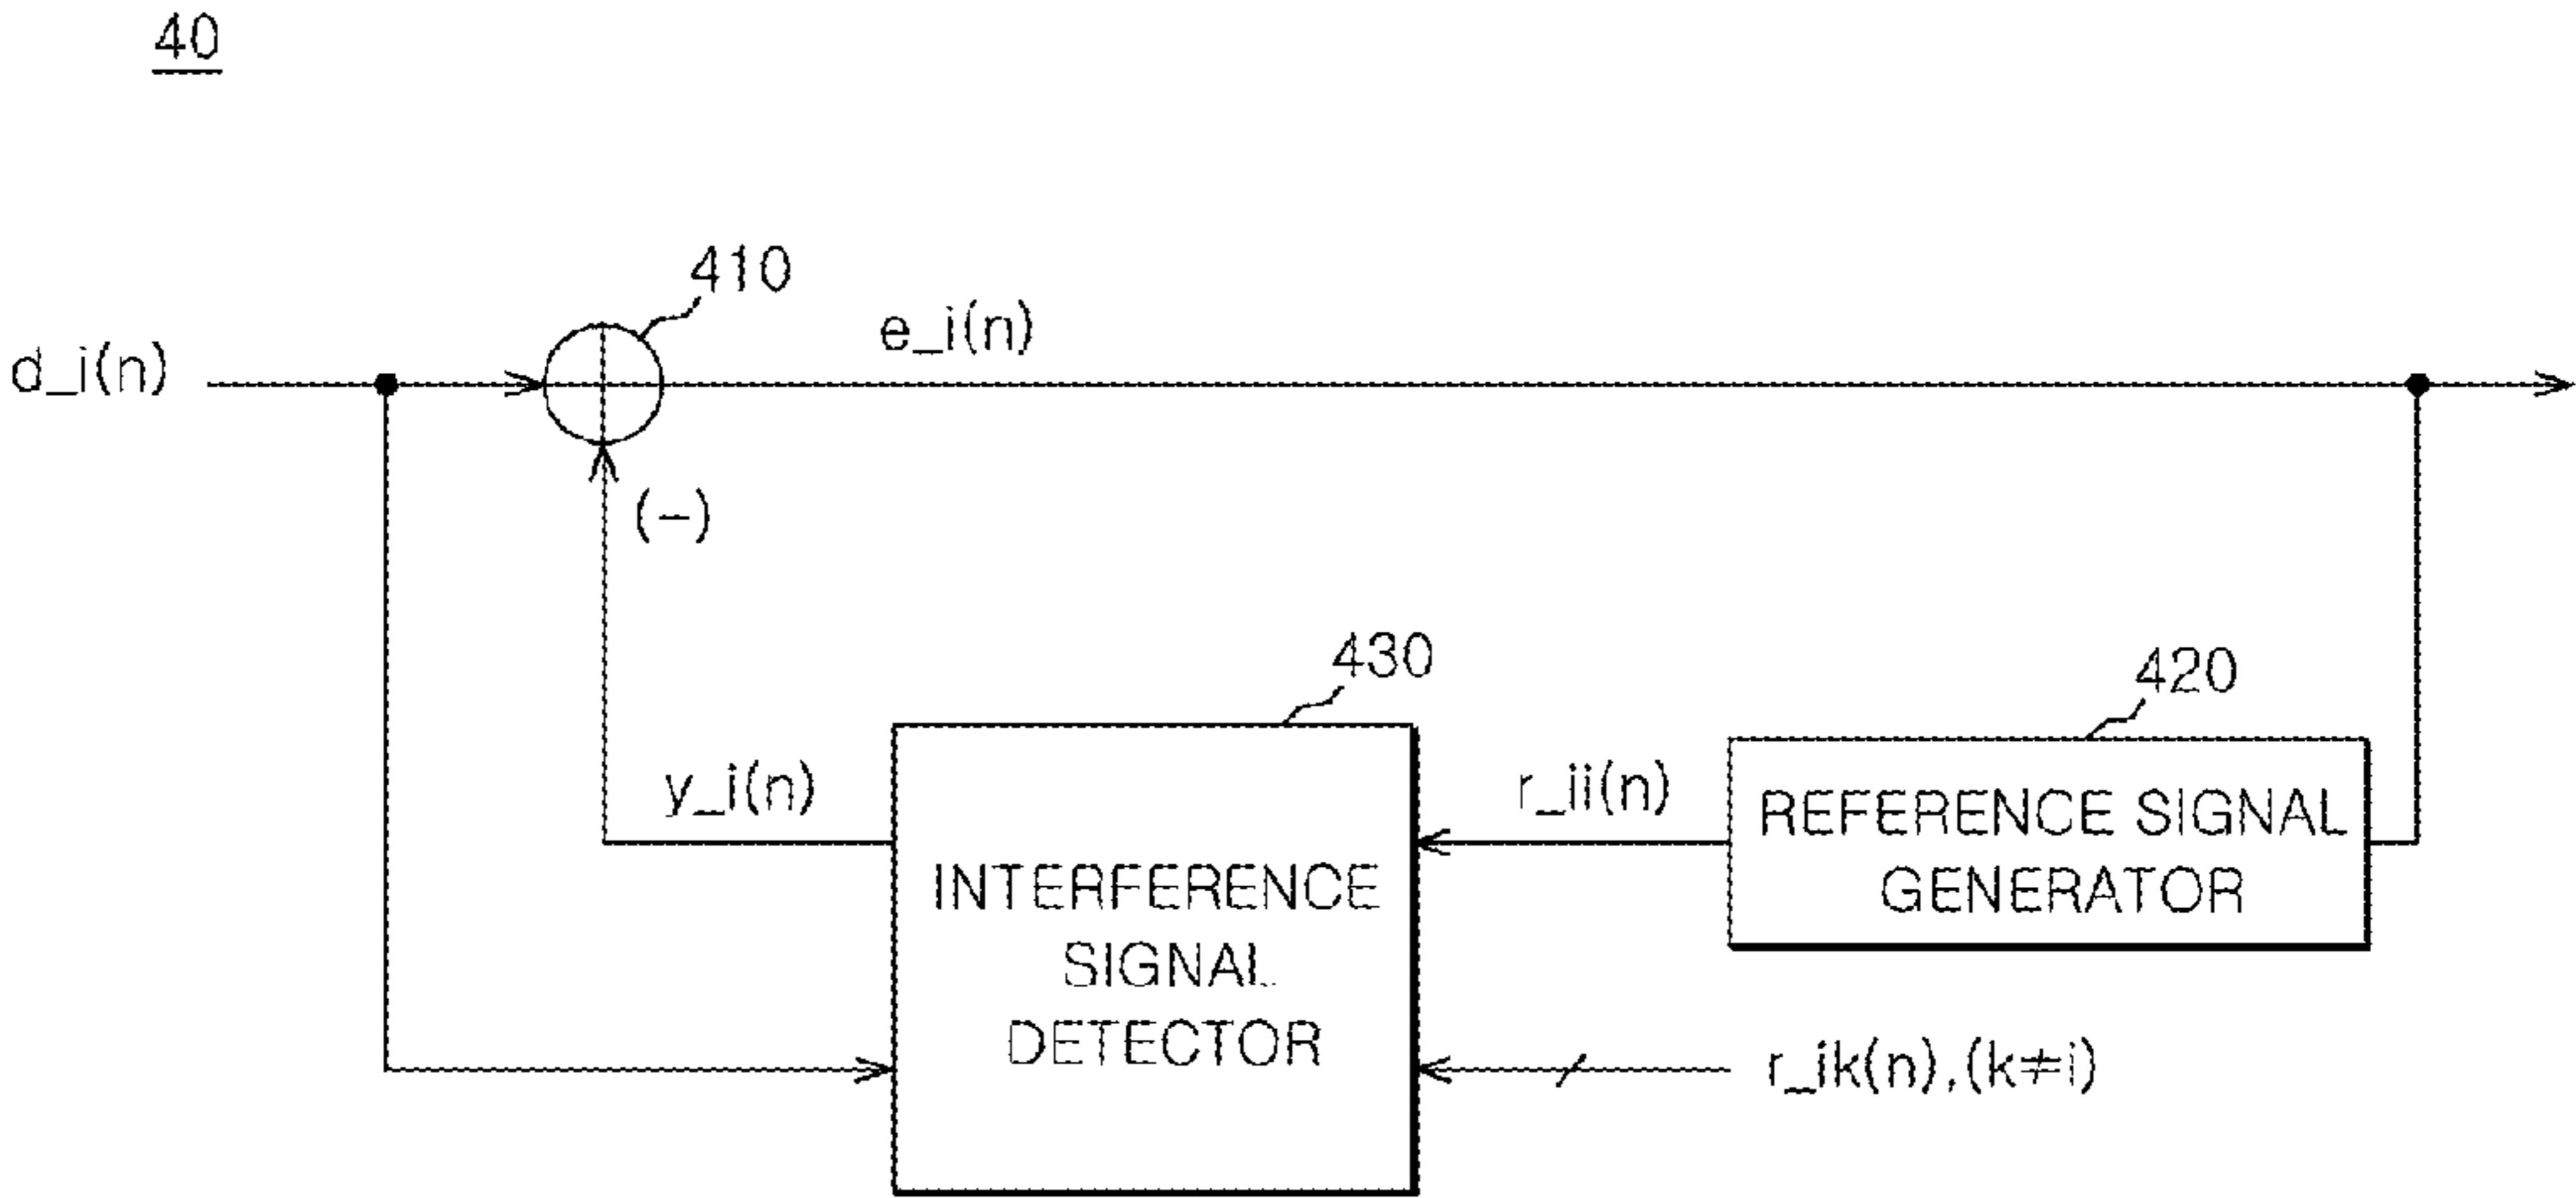 40
410
e_i(n)
d_i(n)
(-)
430
420
y_i(n)
r_ii(n)
REFERENCE SIGNAL
GENERATOR
INTERFERENCE
SIGNAL
DETECTOR
r_ik(n),(k≠i)